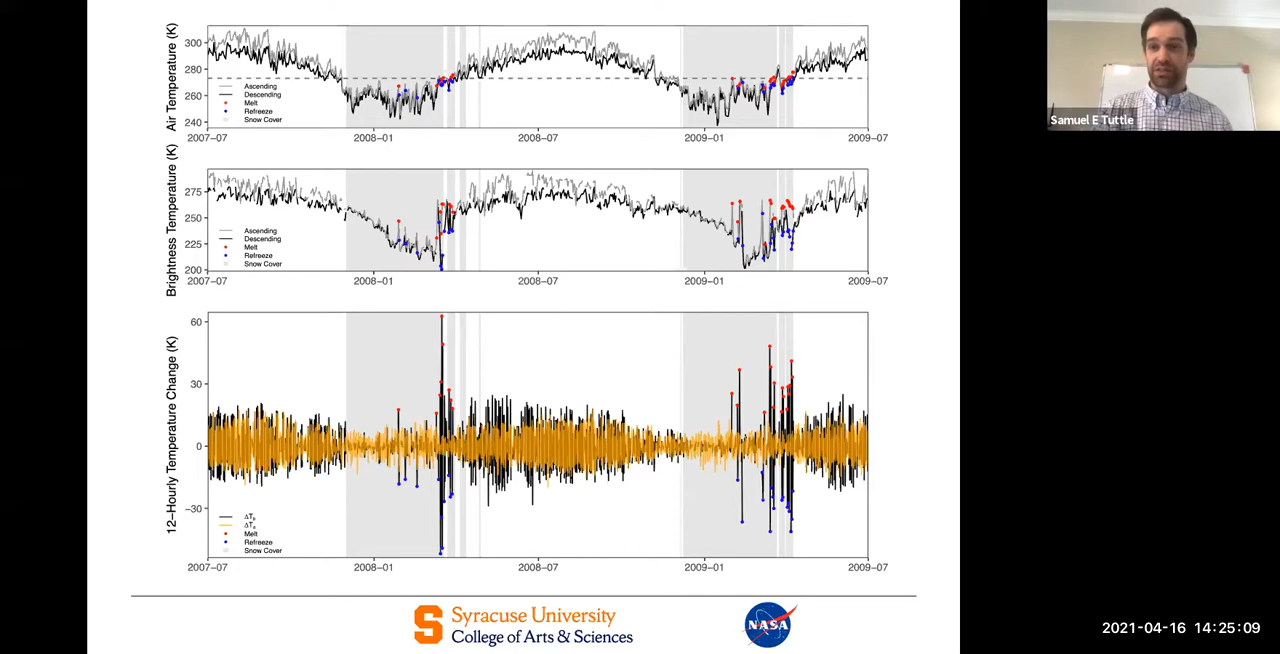 Air Temperature (K)
300
280
260
240
Ascending
Descending
Melt
Refreeze
Snow Cover
2007-07
2008-01
2008-07
2009-01
2009-07
Brightness Temperature (K)
275
250
225
200
Ascending
Descending
Melt
Refreeze
Snow Cover
2007-07
2008-01
2008-07
2009-01
2009-07
12-Hourly Temperature Change (K)
60
30
0
-30
ΔTb
ΔTa
Melt
Refreeze
Snow Cover
2007-07
2008-01
2008-07
2009-01
2009-07
S Syracuse University
College of Arts & Sciences
NASA
Samuel E Tuttle
2021-04-16 14:25:09